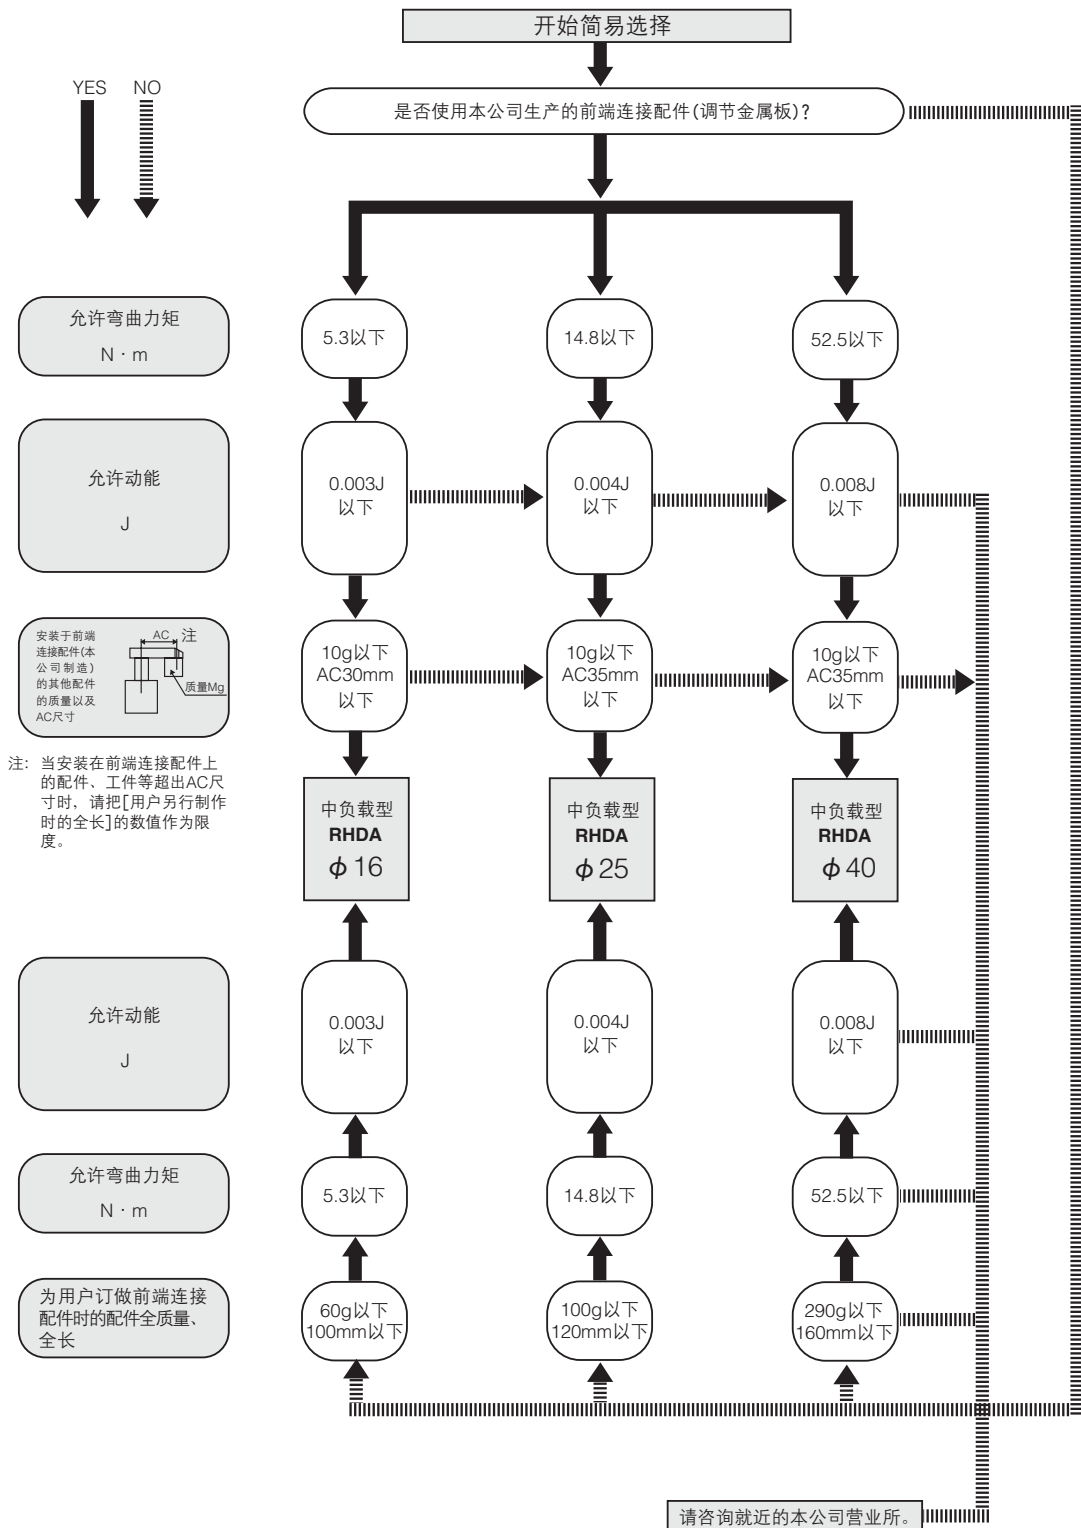 开始简易选择
YES NO
是否使用本公司生产的前端连接配件(调节金属板)?
允许弯曲力矩
N·m
5.3以下
14.8以下
52.5以下
允许动能
J
0.003J
以下
0.004J
以下
0.008J
以下
安装于前端
连接配件(本
公司制造)
的其他配件
的质量以及
AC尺寸
AC 注
质量Mg
10g以下
AC30mm
以下
10g以下
AC35mm
以下
10g以下
AC35mm
以下
注: 当安装在前端连接配件上
的配件、工件等超出AC尺
寸时, 请把[用户另行制作
时的全长]的数值作为限
度。
中负载型
RHDA
φ16
中负载型
RHDA
φ25
中负载型
RHDA
φ40
允许动能
J
0.003J
以下
0.004J
以下
0.008J
以下
允许弯曲力矩
N·m
5.3以下
14.8以下
52.5以下
为用户订做前端连接
配件时的配件全质量、
全长
60g以下
100mm以下
100g以下
120mm以下
290g以下
160mm以下
请咨询就近的本公司营业所。